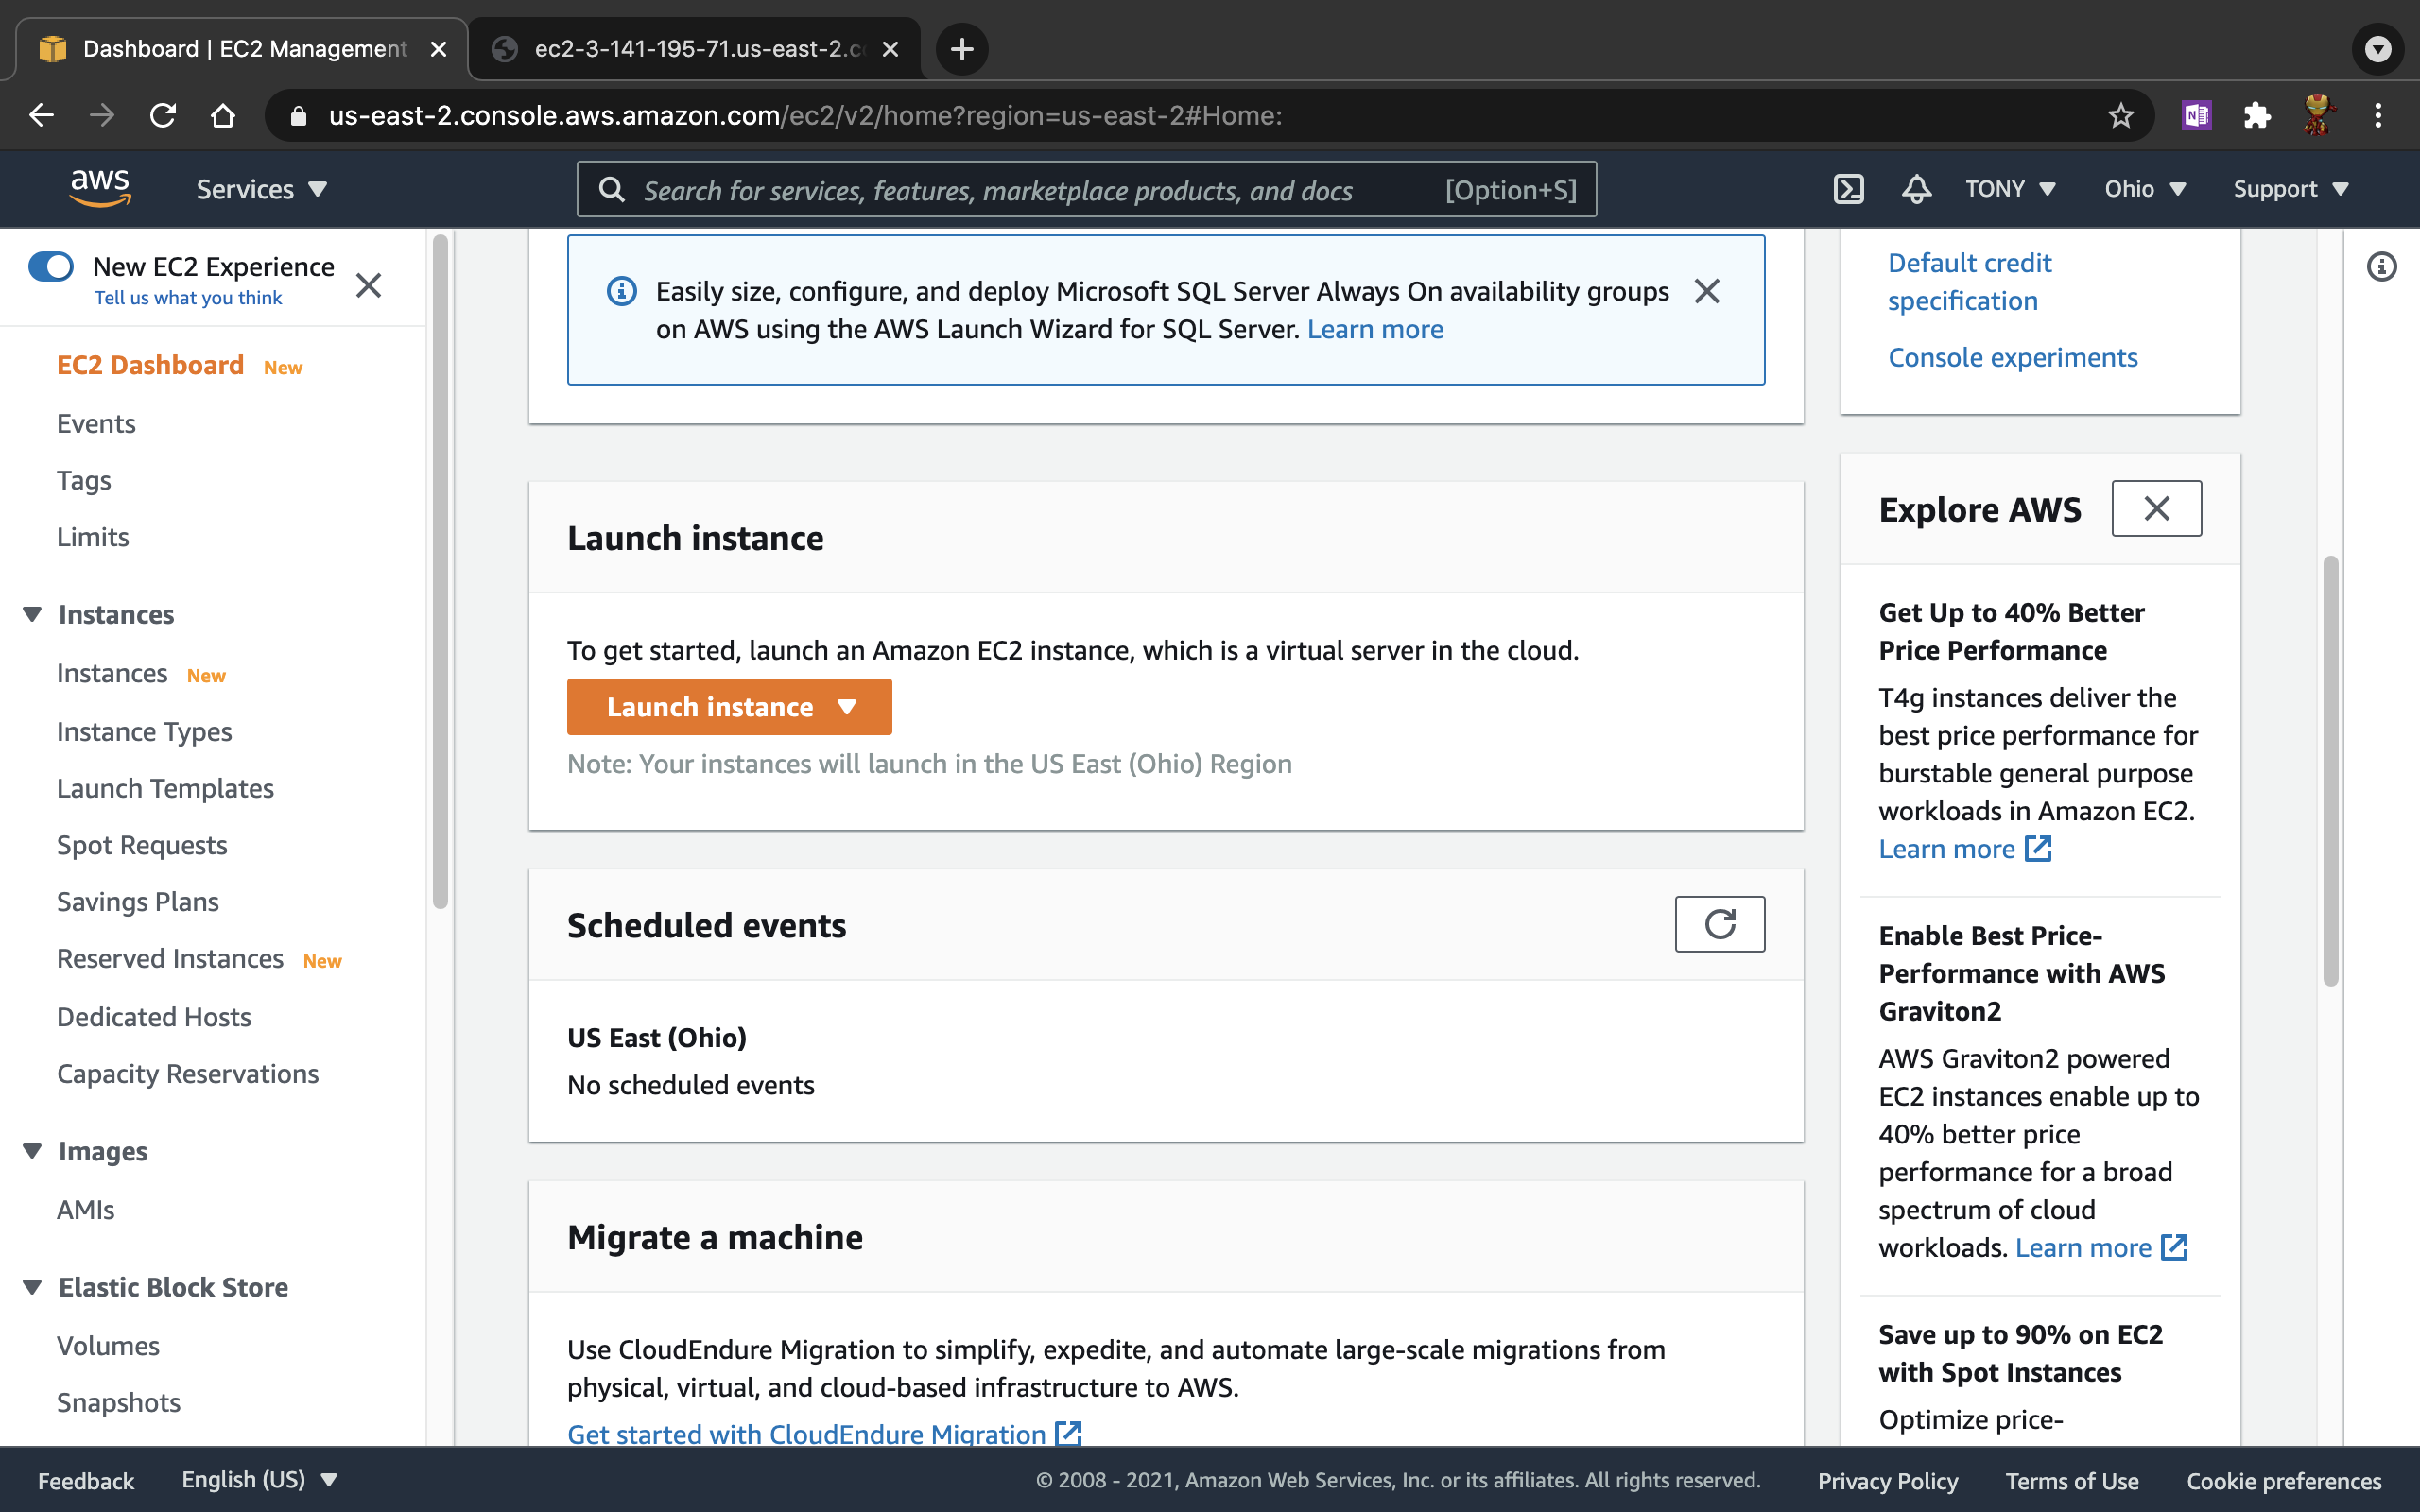 Dashboard | EC2 Management
ec2-3-141-195-71.us-east-2.c
us-east-2.console.aws.amazon.com/ec2/v2/home?region=us-east-2#Home:
aws
Services
Search for services, features, marketplace products, and docs
[Option+S]
TONY
Ohio
Support
New EC2 Experience
Tell us what you think
EC2 Dashboard New
Events
Tags
Limits
Instances
Instances New
Instance Types
Launch Templates
Spot Requests
Savings Plans
Reserved Instances New
Dedicated Hosts
Capacity Reservations
Images
AMIs
Elastic Block Store
Volumes
Snapshots
Easily size, configure, and deploy Microsoft SQL Server Always On availability groups
on AWS using the AWS Launch Wizard for SQL Server. Learn more
Launch instance
To get started, launch an Amazon EC2 instance, which is a virtual server in the cloud.
Launch instance
Note: Your instances will launch in the US East (Ohio) Region
Scheduled events
US East (Ohio)
No scheduled events
Migrate a machine
Use CloudEndure Migration to simplify, expedite, and automate large-scale migrations from
physical, virtual, and cloud-based infrastructure to AWS.
Get started with CloudEndure Migration
Default credit
specification
Console experiments
Explore AWS
Get Up to 40% Better
Price Performance
T4g instances deliver the
best price performance for
burstable general purpose
workloads in Amazon EC2.
Learn more
Enable Best Price-
Performance with AWS
Graviton2
AWS Graviton2 powered
EC2 instances enable up to
40% better price
performance for a broad
spectrum of cloud
workloads. Learn more
Save up to 90% on EC2
with Spot Instances
Optimize price-
Feedback
English (US)
© 2008 - 2021, Amazon Web Services, Inc. or its affiliates. All rights reserved.
Privacy Policy
Terms of Use
Cookie preferences